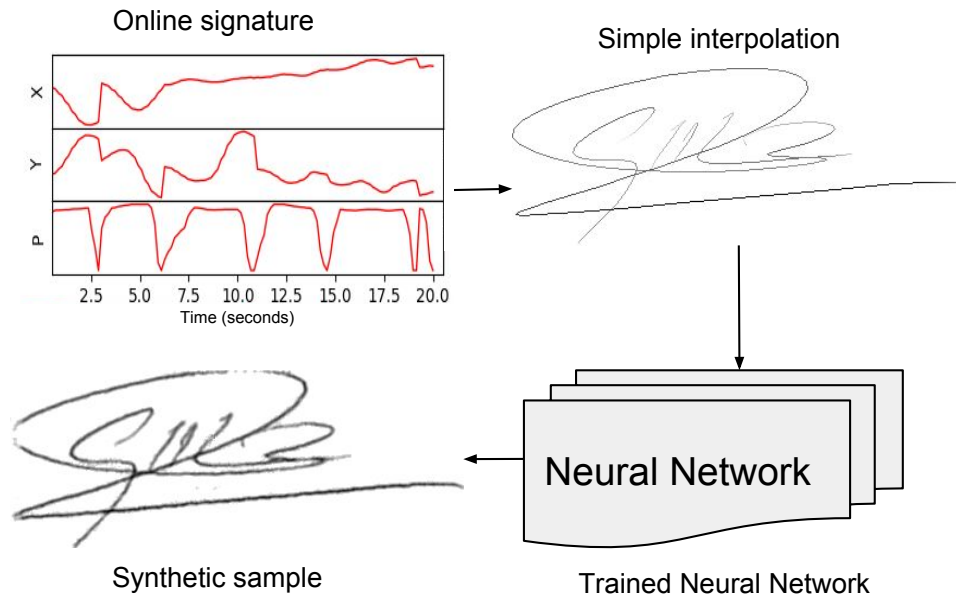 Online signature
Simple interpolation
X
Y
P
2.5 5.0 7.5 10.0 12.5 15.0 17.5 20.0
Time (seconds)
Neural Network
Synthetic sample
Trained Neural Network